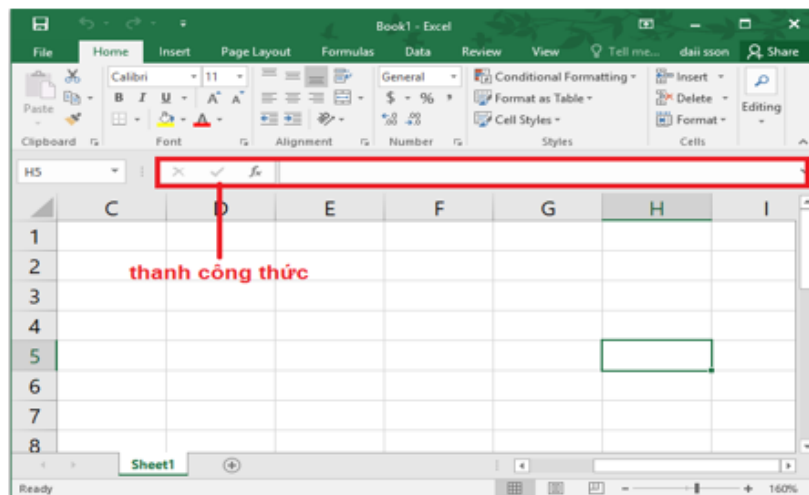 Book1 - Excel
File Home Insert Page Layout Formulas Data Review View Tell me... daii sson Share
Paste
Calibri 11
B I U A A
A
General
$ % ,
Conditional Formatting
Format as Table
Cell Styles
Insert
Delete
Format
Editing
Clipboard Font Alignment Number Styles Cells
H5 fx
C D E F G H I
1
2
thanh công thức
3
4
5
6
7
8
Sheet1
Ready 160%